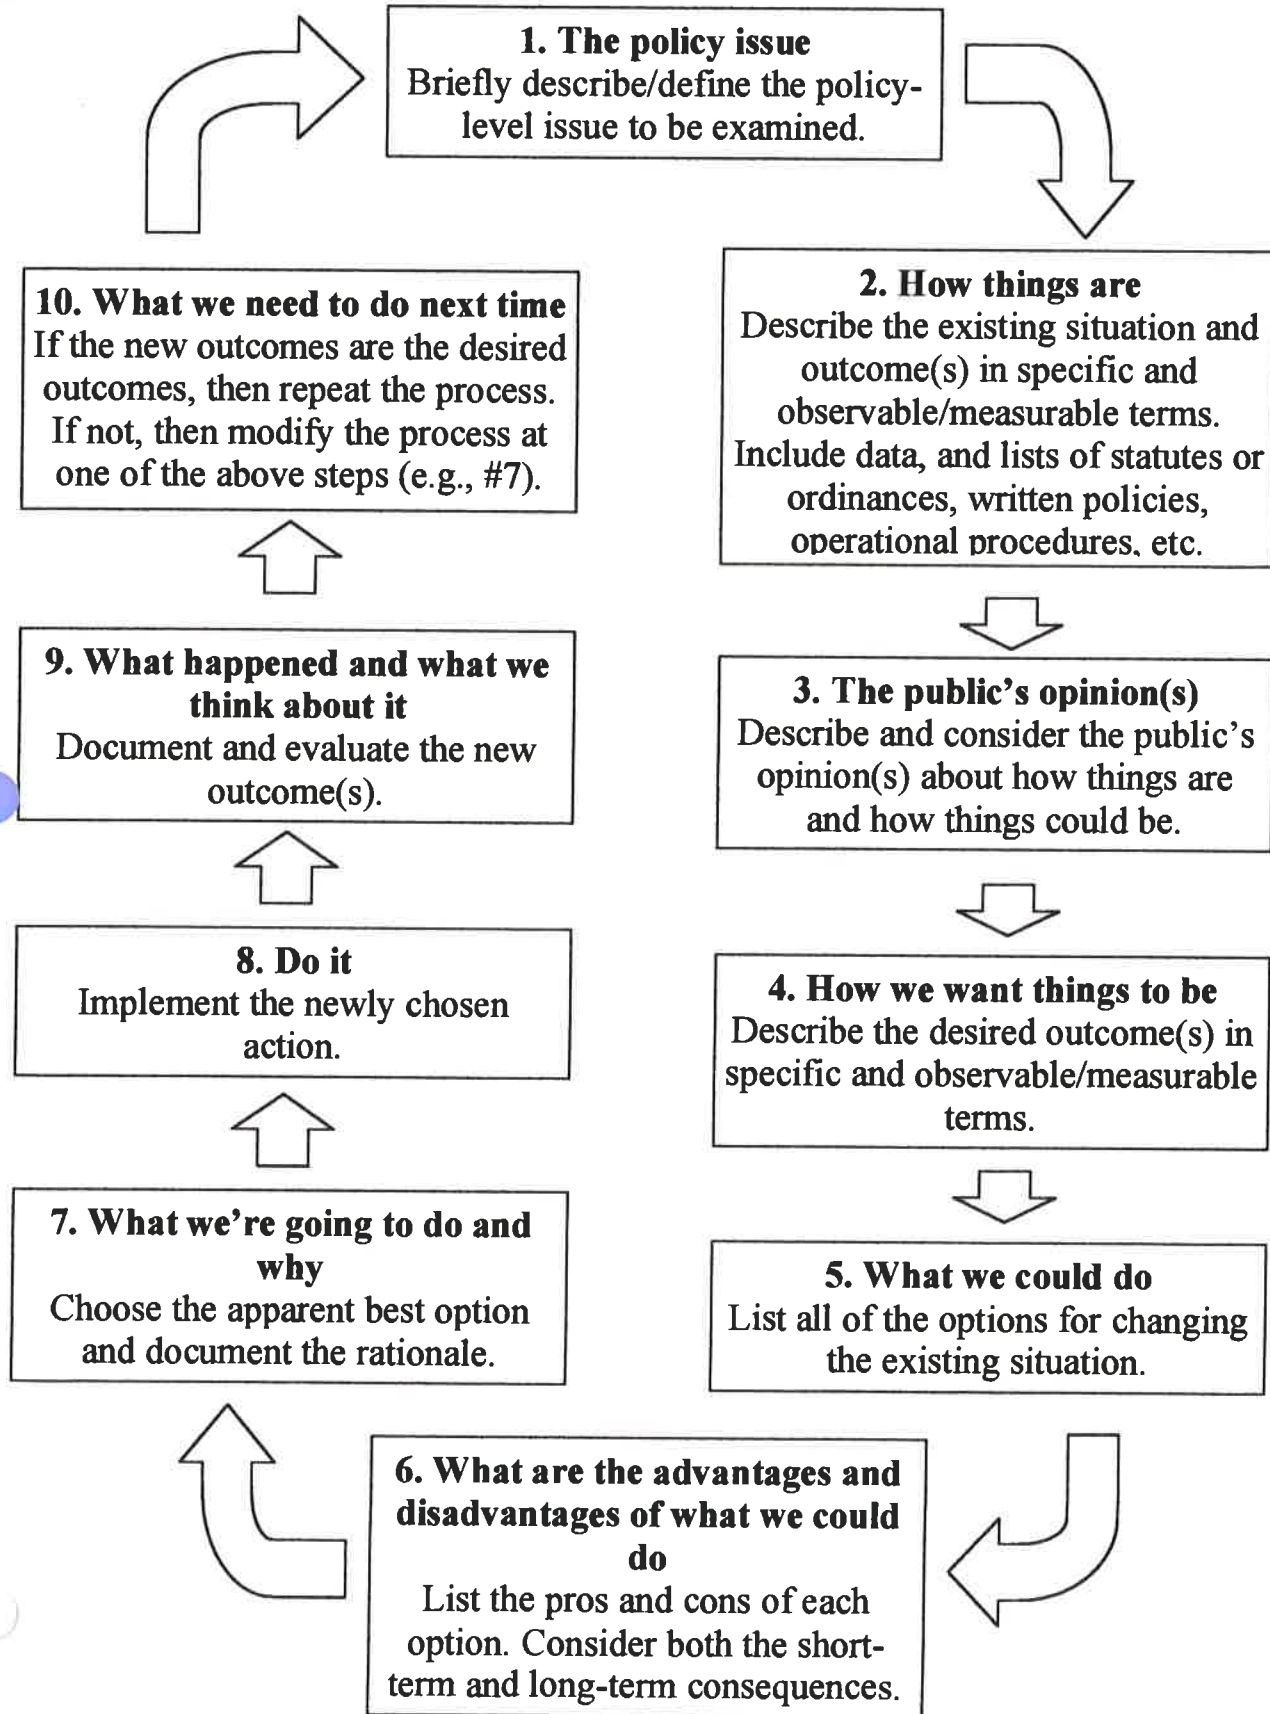 1. The policy issue
Briefly describe/define the policy-
level issue to be examined.
2. How things are
Describe the existing situation and
outcome(s) in specific and
observable/measurable terms.
Include data, and lists of statutes or
ordinances, written policies,
operational procedures, etc.
3. The public's opinion(s)
Describe and consider the public's
opinion(s) about how things are
and how things could be.
4. How we want things to be
Describe the desired outcome(s) in
specific and observable/measurable
terms.
5. What we could do
List all of the options for changing
the existing situation.
6. What are the advantages and
disadvantages of what we could
do
List the pros and cons of each
option. Consider both the short-
term and long-term consequences.
7. What we're going to do and
why
Choose the apparent best option
and document the rationale.
8. Do it
Implement the newly chosen
action.
9. What happened and what we
think about it
Document and evaluate the new
outcome(s).
10. What we need to do next time
If the new outcomes are the desired
outcomes, then repeat the process.
If not, then modify the process at
one of the above steps (e.g., #7).